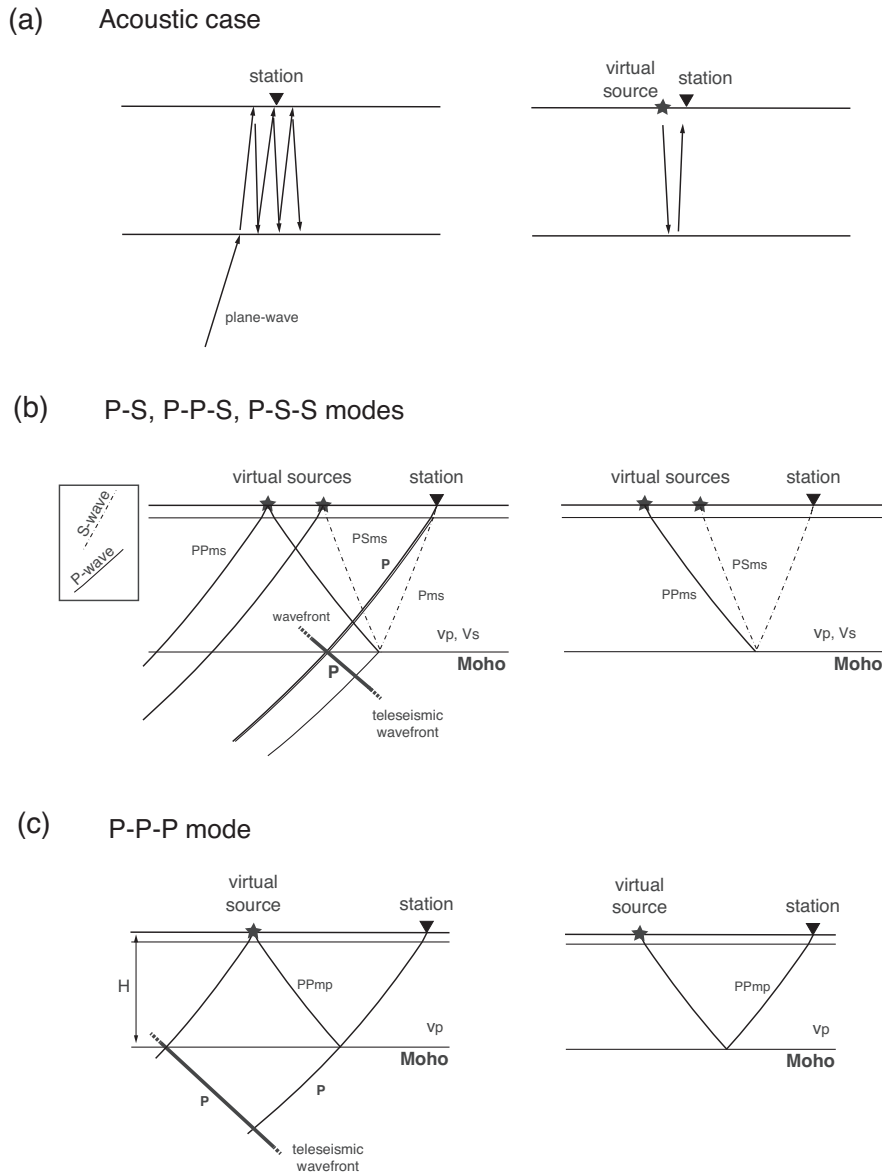 (a) Acoustic case
station
virtual
source
station
plane-wave
(b) P-S, P-P-S, P-S-S modes
virtual sources
station
virtual sources
station
S-wave
P-wave
PPms
PSms
P
Pms
wavefront
vp, Vs
Moho
P
teleseismic
wavefront
PSms
PPms
vp, Vs
Moho
(c) P-P-P mode
virtual
source
station
virtual
source
station
H
PPmp
vp
Moho
P
P
teleseismic
wavefront
PPmp
vp
Moho